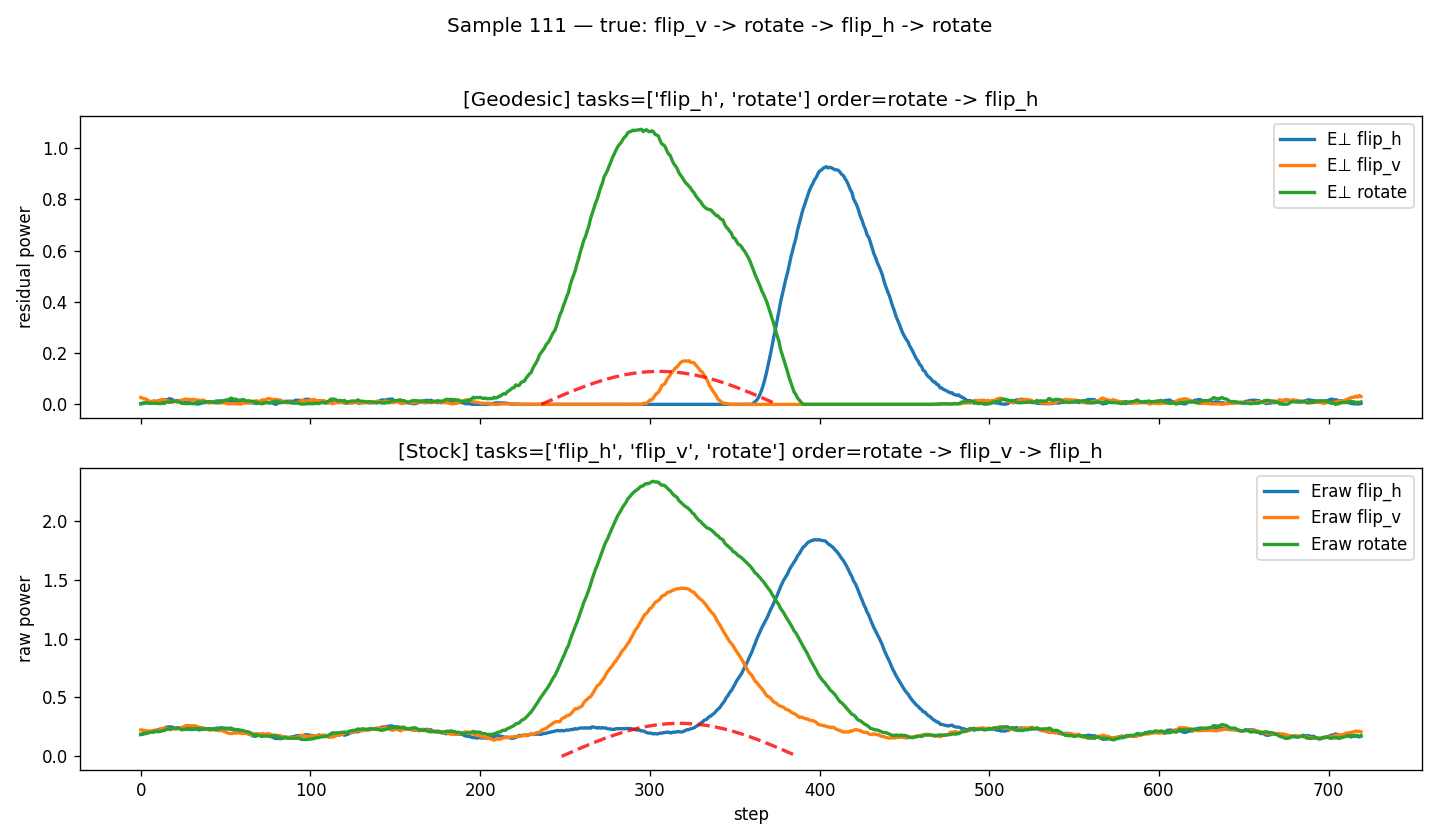 Sample 111 — true: flip_v -> rotate -> flip_h -> rotate
[Geodesic] tasks=['flip_h', 'rotate'] order=rotate -> flip_h
residual power
1.0
0.8
0.6
0.4
0.2
0.0
E⊥ flip_h
E⊥ flip_v
E⊥ rotate
[Stock] tasks=['flip_h', 'flip_v', 'rotate'] order=rotate -> flip_v -> flip_h
raw power
2.0
1.5
1.0
0.5
0.0
Eraw flip_h
Eraw flip_v
Eraw rotate
0 100 200 300 400 500 600 700
step